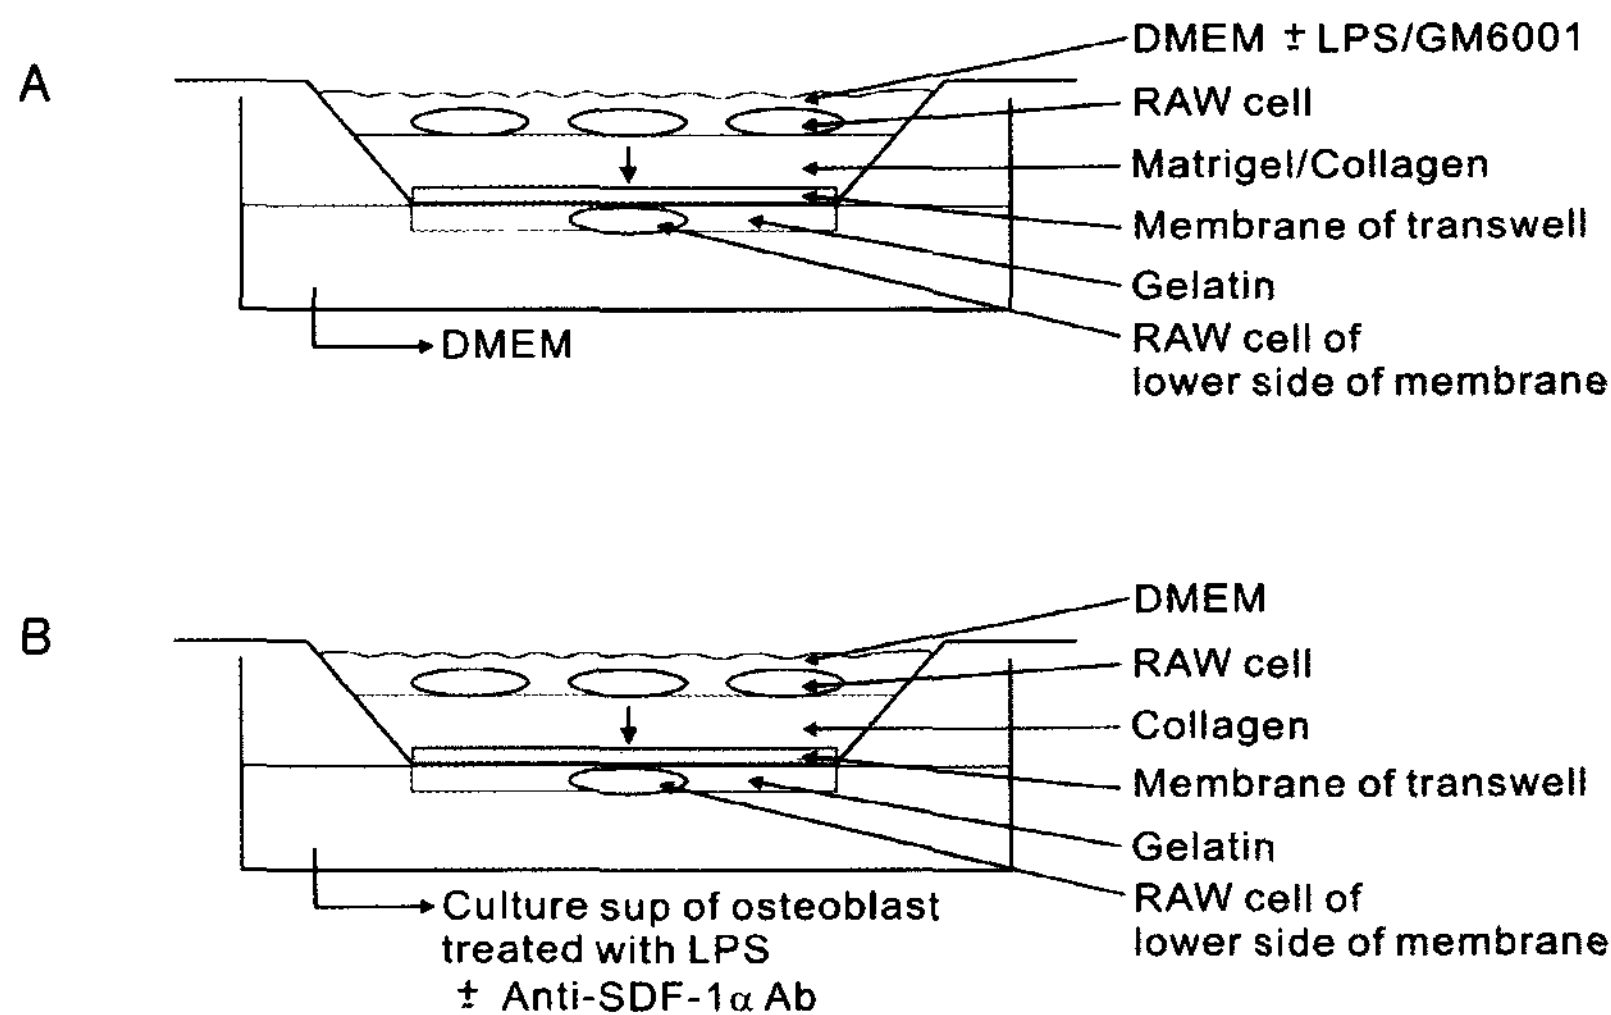 A
DMEM ± LPS/GM6001
RAW cell
Matrigel/Collagen
Membrane of transwell
Gelatin
RAW cell of
lower side of membrane
DMEM
B
DMEM
RAW cell
Collagen
Membrane of transwell
Gelatin
RAW cell of
lower side of membrane
Culture sup of osteoblast
treated with LPS
± Anti-SDF-1α Ab